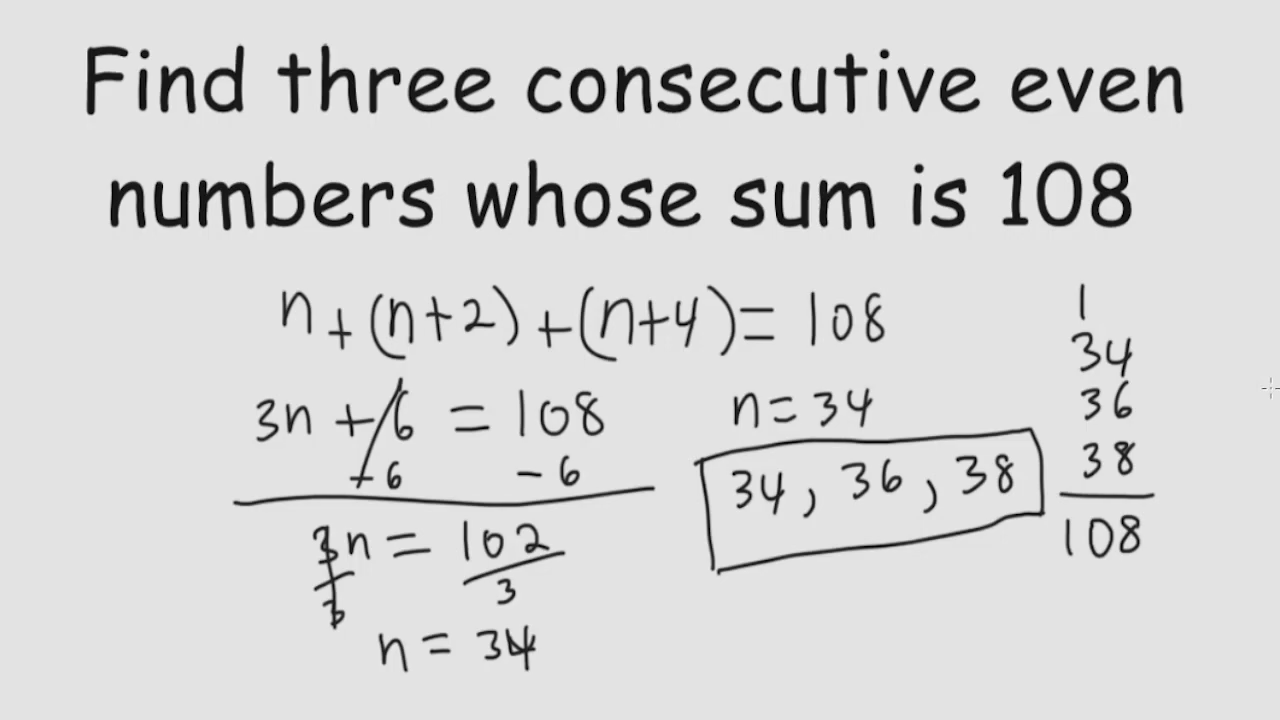 Find three consecutive even
numbers whose sum is 108
n + (n+2) + (n+4) = 108
3n + 6 = 108
-6 -6
3n = 102
3 3
n = 34
n = 34
34, 36, 38
1
34
36
38
108